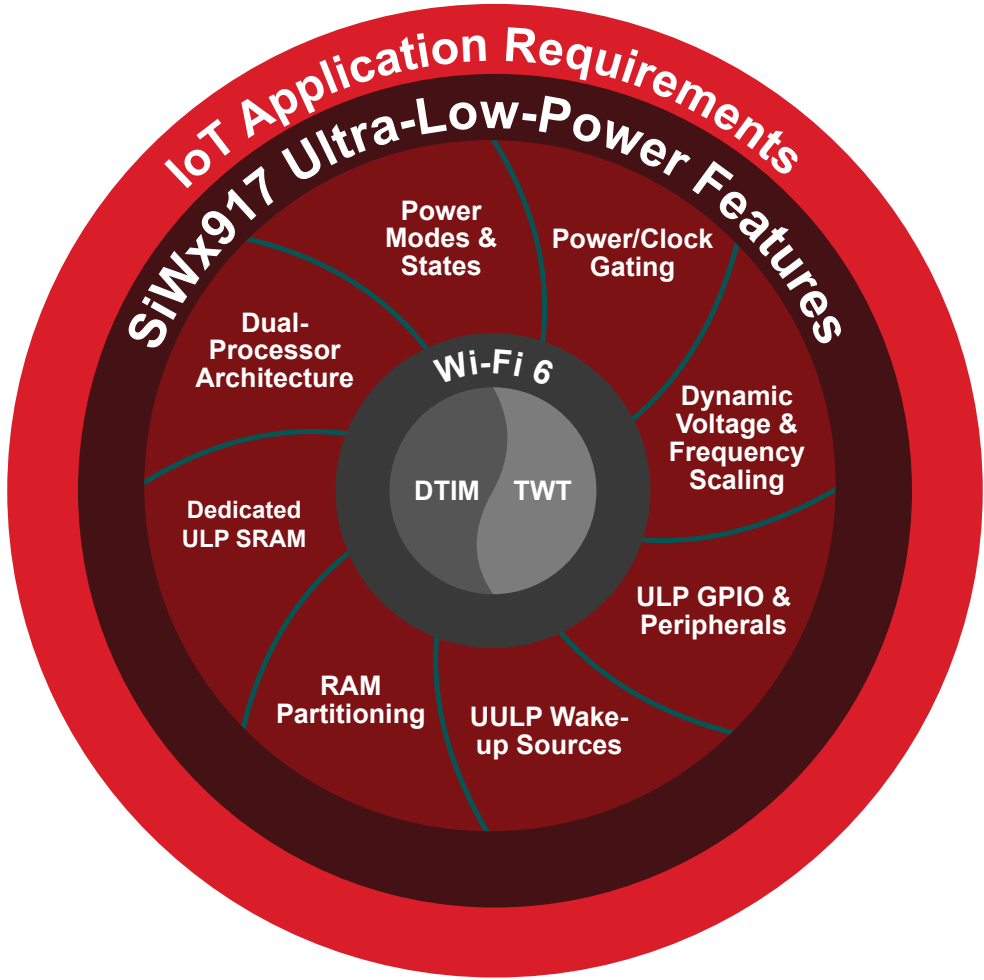 IoT Application Requirements
SiWx917 Ultra-Low-Power Features
Power
Modes &
States
Power/Clock
Gating
Dual-
Processor
Architecture
Wi-Fi 6
Dynamic
Voltage &
Frequency
Scaling
DTIM
TWT
Dedicated
ULP SRAM
ULP GPIO &
Peripherals
RAM
Partitioning
UULP Wake-
up Sources